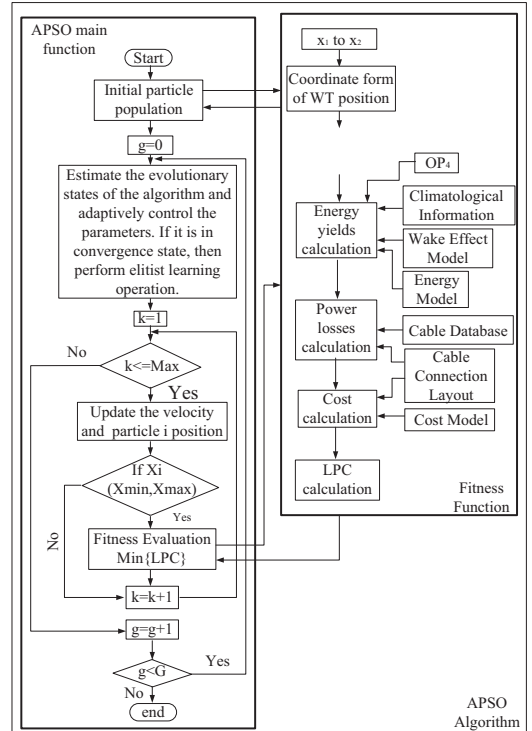 APSO main
function
Start
Initial particle
population
g=0
Estimate the evolutionary
states of the algorithm and
adaptively control the
parameters. If it is in
convergence state, then
perform elitist learning
operation.
k=1
No
k<=Max
Yes
Update the velocity
and particle i position
If Xi
(Xmin,Xmax)
Yes
No
Fitness Evaluation
Min{LPC}
k=k+1
g=g+1
g<G
Yes
No
end
x₁ to x₂
Coordinate form
of WT position
OP₄
Climatological
Information
Energy
yields
calculation
Wake Effect
Model
Energy
Model
Power
losses
calculation
Cable Database
Cable
Connection
Layout
Cost
calculation
Cost Model
LPC
calculation
Fitness
Function
APSO
Algorithm